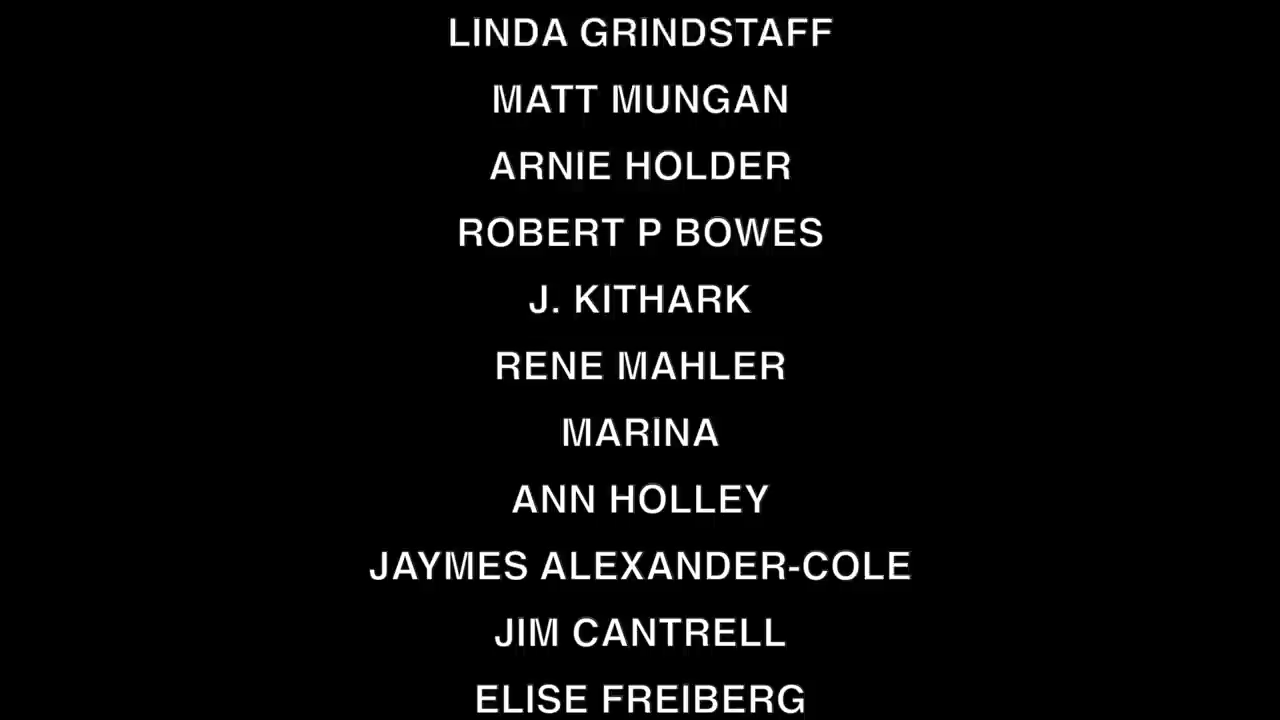 LINDA GRINDSTAFF
MATT MUNGAN
ARNIE HOLDER
ROBERT P BOWES
J. KITHARK
RENE MAHLER
MARINA
ANN HOLLEY
JAYMES ALEXANDER-COLE
JIM CANTRELL
ELISE FREIBERG